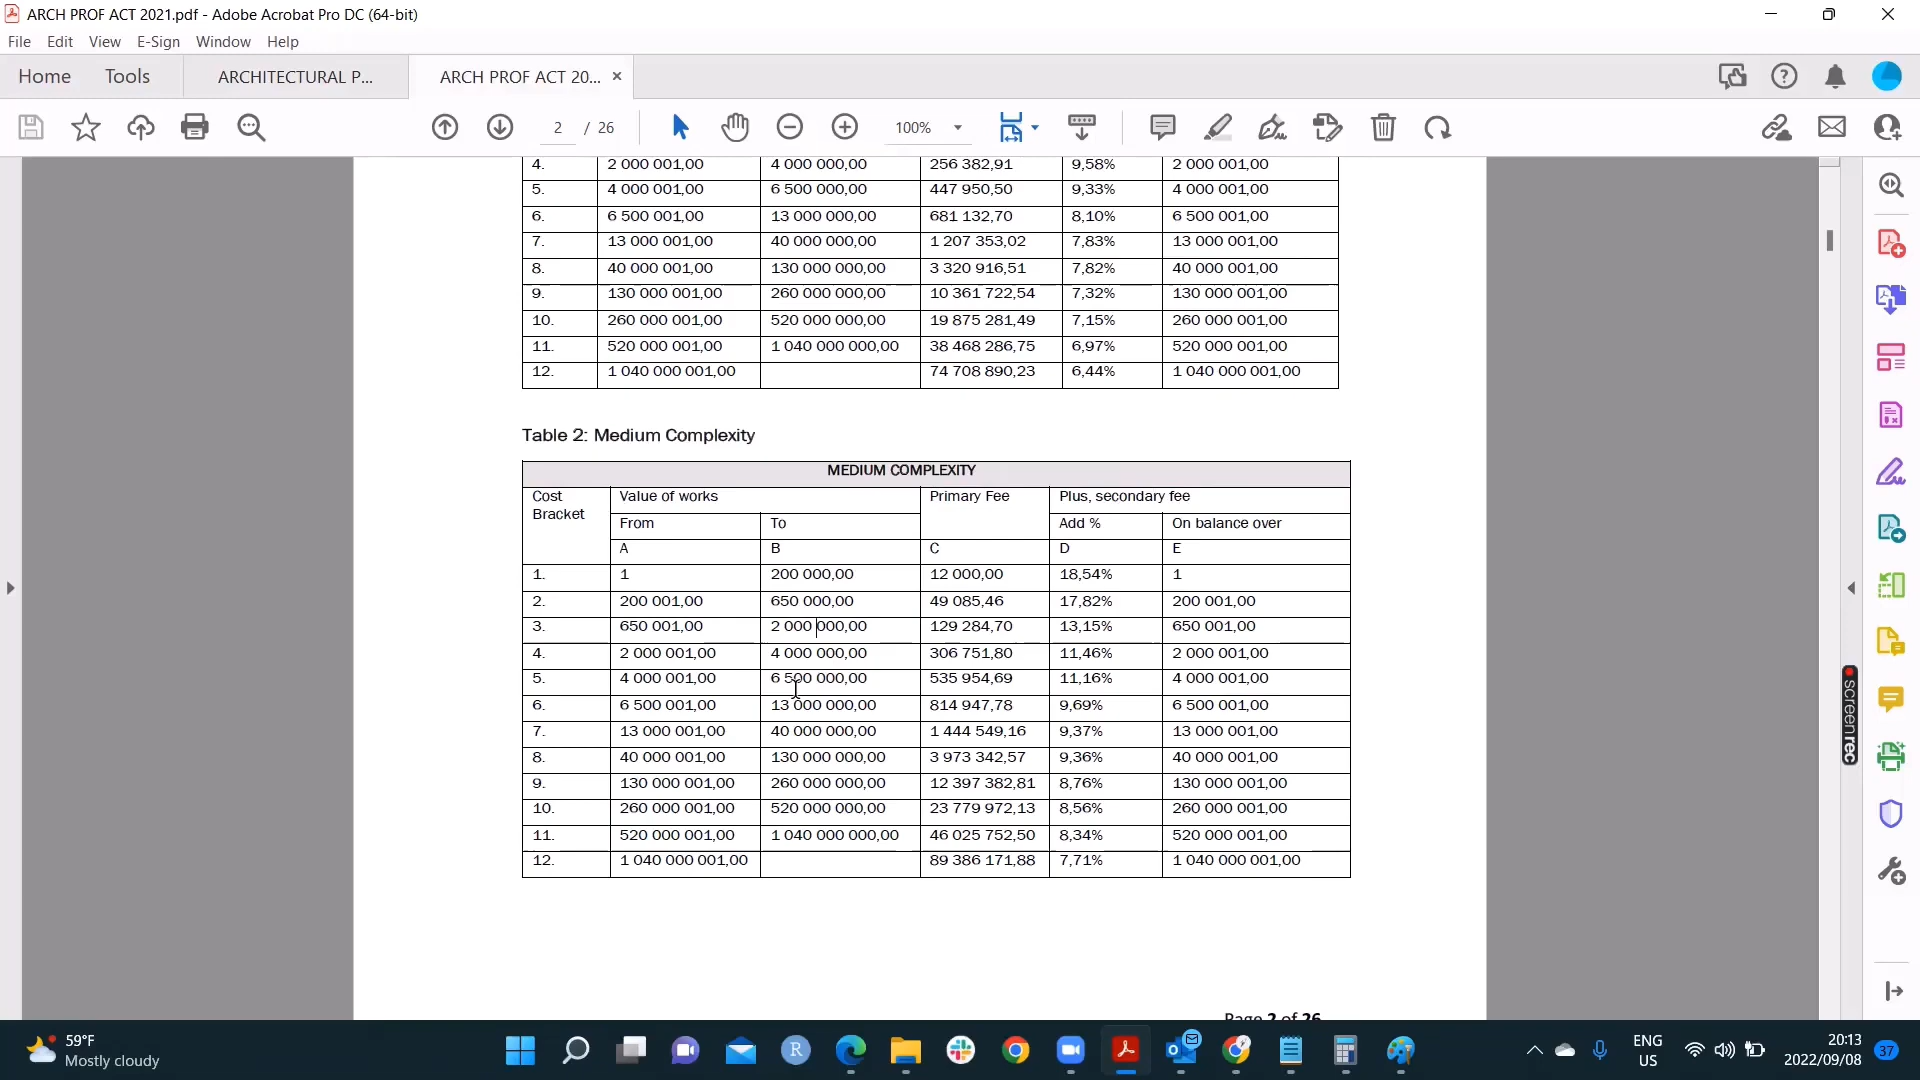 ARCH PROF ACT 2021.pdf - Adobe Acrobat Pro DC (64-bit)
File Edit View E-Sign Window Help
Home Tools ARCHITECTURAL P... ARCH PROF ACT 20... ×
2 / 26 100%
4. 2 000 001,00 4 000 000,00 256 382,91 9,58% 2 000 001,00
5. 4 000 001,00 6 500 000,00 447 950,50 9,33% 4 000 001,00
6. 6 500 001,00 13 000 000,00 681 132,70 8,10% 6 500 001,00
7. 13 000 001,00 40 000 000,00 1 207 353,02 7,83% 13 000 001,00
8. 40 000 001,00 130 000 000,00 3 320 916,51 7,82% 40 000 001,00
9. 130 000 001,00 260 000 000,00 10 361 722,54 7,32% 130 000 001,00
10. 260 000 001,00 520 000 000,00 19 875 281,49 7,15% 260 000 001,00
11. 520 000 001,00 1 040 000 000,00 38 468 286,75 6,97% 520 000 001,00
12. 1 040 000 001,00 74 708 890,23 6,44% 1 040 000 001,00
Table 2: Medium Complexity
MEDIUM COMPLEXITY
Cost Bracket Value of works Primary Fee Plus, secondary fee
From To Add % On balance over
A B C D E
1. 1 200 000,00 12 000,00 18,54% 1
2. 200 001,00 650 000,00 49 085,46 17,82% 200 001,00
3. 650 001,00 2 000 000,00 129 284,70 13,15% 650 001,00
4. 2 000 001,00 4 000 000,00 306 751,80 11,46% 2 000 001,00
5. 4 000 001,00 6 500 000,00 535 954,69 11,16% 4 000 001,00
6. 6 500 001,00 13 000 000,00 814 947,78 9,69% 6 500 001,00
7. 13 000 001,00 40 000 000,00 1 444 549,16 9,37% 13 000 001,00
8. 40 000 001,00 130 000 000,00 3 973 342,57 9,36% 40 000 001,00
9. 130 000 001,00 260 000 000,00 12 397 382,81 8,76% 130 000 001,00
10. 260 000 001,00 520 000 000,00 23 779 972,13 8,56% 260 000 001,00
11. 520 000 001,00 1 040 000 000,00 46 025 752,50 8,34% 520 000 001,00
12. 1 040 000 001,00 89 386 171,88 7,71% 1 040 000 001,00
Page 2 of 26
screenrec
59°F
Mostly cloudy
ENG
US
20:13
2022/09/08
37